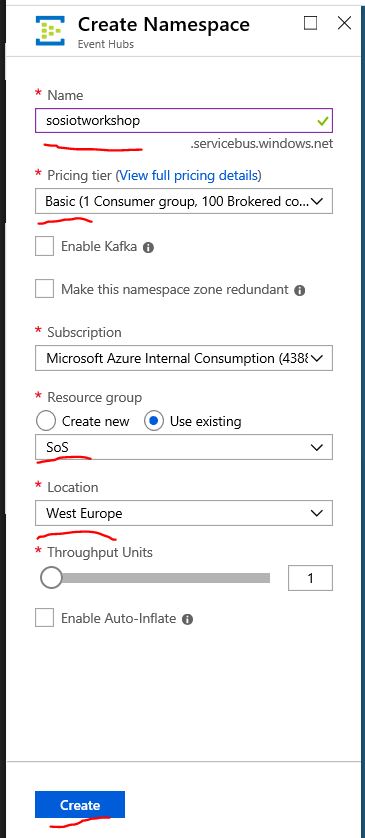 Create Namespace
Event Hubs
* Name
sosiotworkshop
.servicebus.windows.net
* Pricing tier (View full pricing details)
Basic (1 Consumer group, 100 Brokered co...
Enable Kafka
Make this namespace zone redundant
* Subscription
Microsoft Azure Internal Consumption (4388
* Resource group
Create new Use existing
SoS
* Location
West Europe
* Throughput Units
1
Enable Auto-Inflate
Create